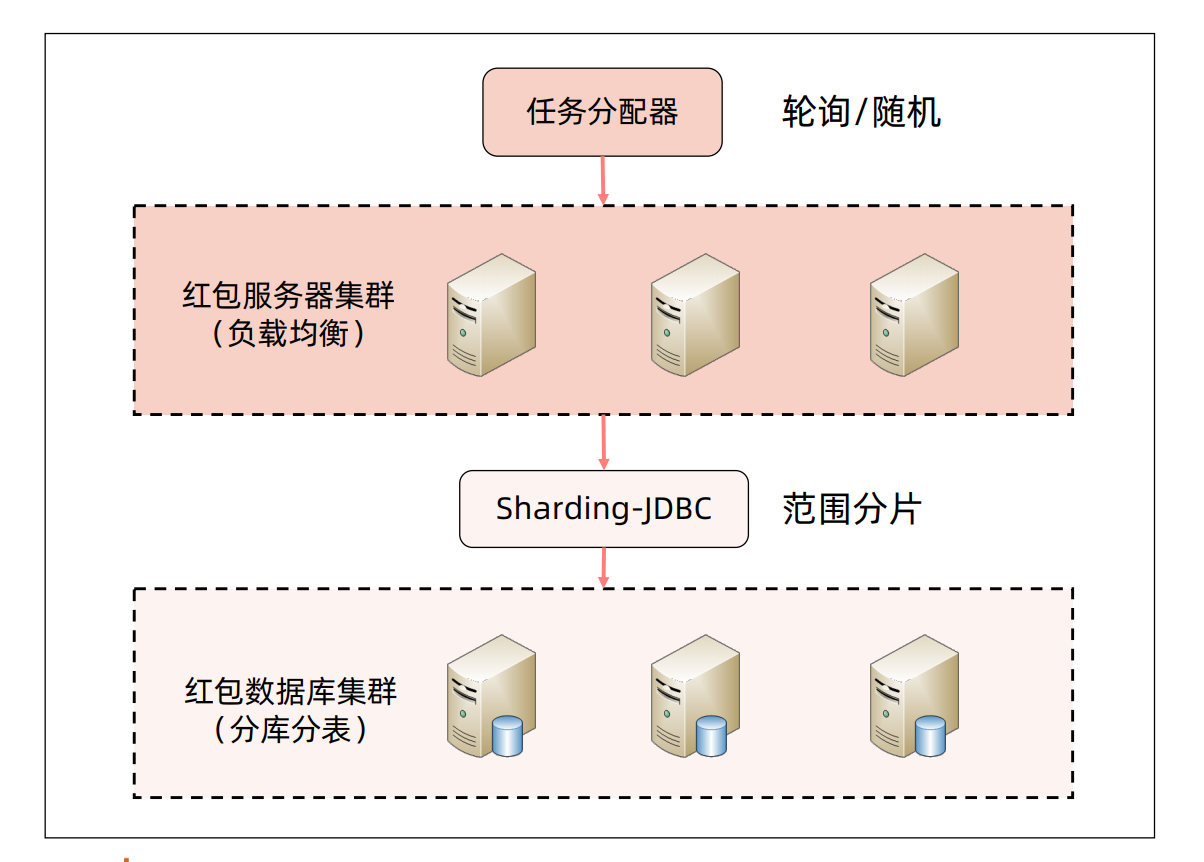 任务分配器
轮询/随机
红包服务器集群
(负载均衡)
Sharding-JDBC
范围分片
红包数据库集群
(分库分表)